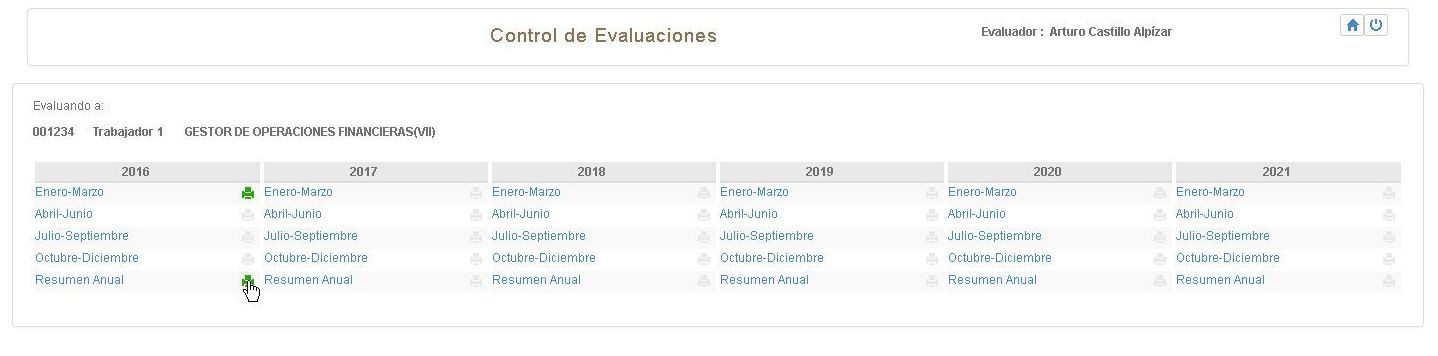 Control de Evaluaciones
Evaluador : Arturo Castillo Alpízar
Evaluando a:
001234 Trabajador 1 GESTOR DE OPERACIONES FINANCIERAS(VII)
2016 2017 2018 2019 2020 2021
Enero-Marzo Enero-Marzo Enero-Marzo Enero-Marzo Enero-Marzo Enero-Marzo
Abril-Junio Abril-Junio Abril-Junio Abril-Junio Abril-Junio Abril-Junio
Julio-Septiembre Julio-Septiembre Julio-Septiembre Julio-Septiembre Julio-Septiembre Julio-Septiembre
Octubre-Diciembre Octubre-Diciembre Octubre-Diciembre Octubre-Diciembre Octubre-Diciembre Octubre-Diciembre
Resumen Anual Resumen Anual Resumen Anual Resumen Anual Resumen Anual Resumen Anual